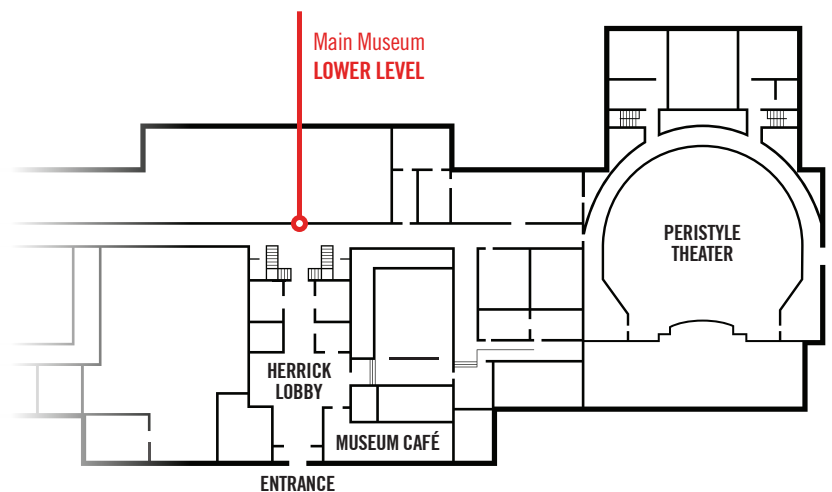 Main Museum
LOWER LEVEL
PERISTYLE
THEATER
HERRICK
LOBBY
MUSEUM CAFÉ
ENTRANCE